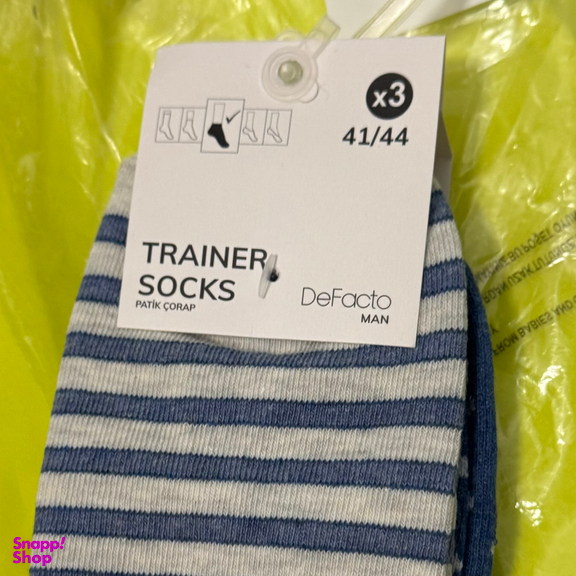 x3
41/44
TRAINER
SOCKS
PATİK ÇORAP
DeFacto
MAN
Snapp!
Shop